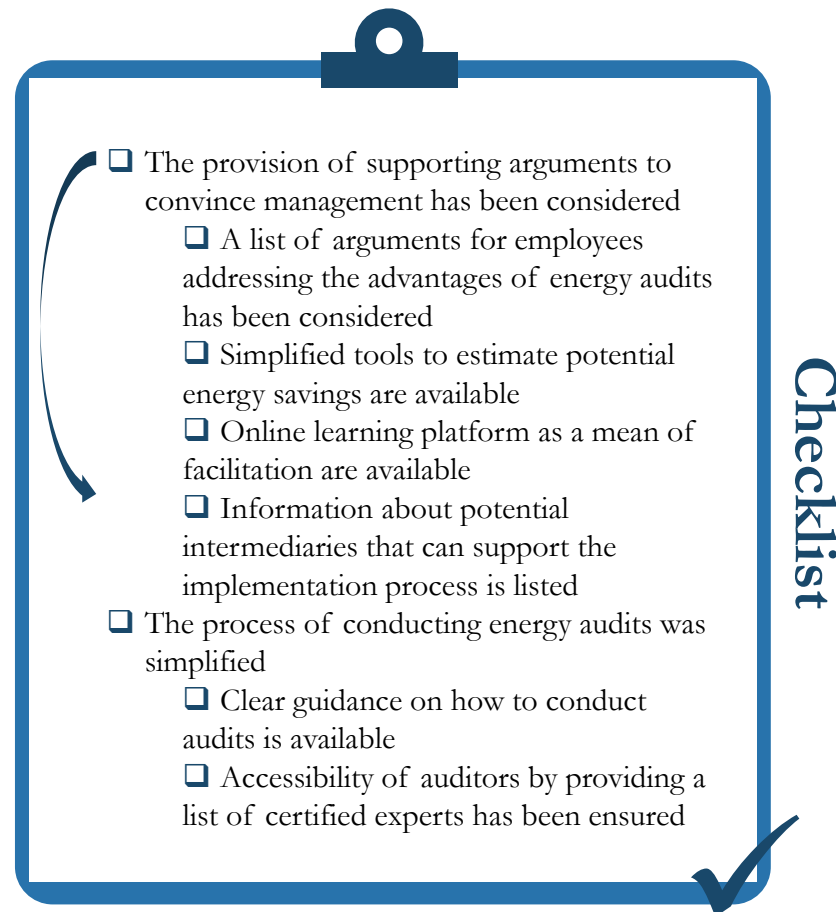 ❑ The provision of supporting arguments to
convince management has been considered
❑ A list of arguments for employees
addressing the advantages of energy audits
has been considered
❑ Simplified tools to estimate potential
energy savings are available
❑ Online learning platform as a mean of
facilitation are available
❑ Information about potential
intermediaries that can support the
implementation process is listed
❑ The process of conducting energy audits was
simplified
❑ Clear guidance on how to conduct
audits is available
❑ Accessibility of auditors by providing a
list of certified experts has been ensured
Checklist